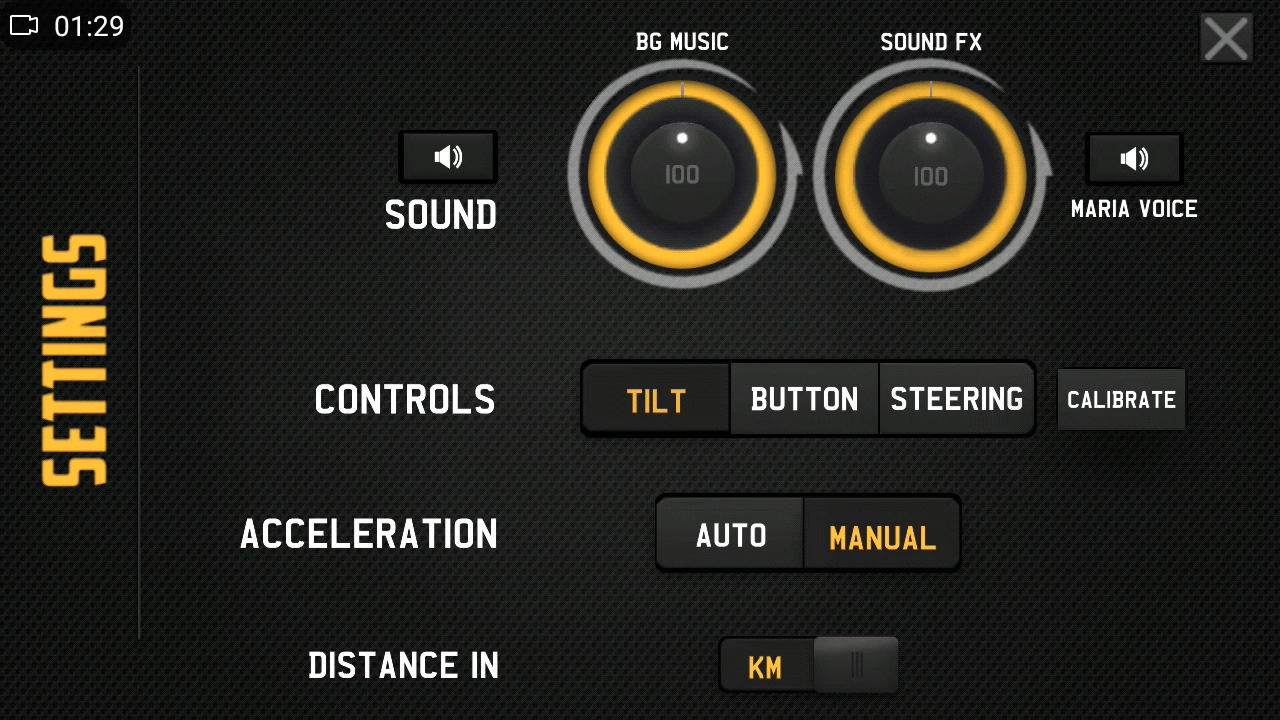 01:29
BG MUSIC
SOUND FX
100
100
SOUND
MARIA VOICE
SETTINGS
CONTROLS
TILT
BUTTON
STEERING
CALIBRATE
ACCELERATION
AUTO
MANUAL
DISTANCE IN
KM